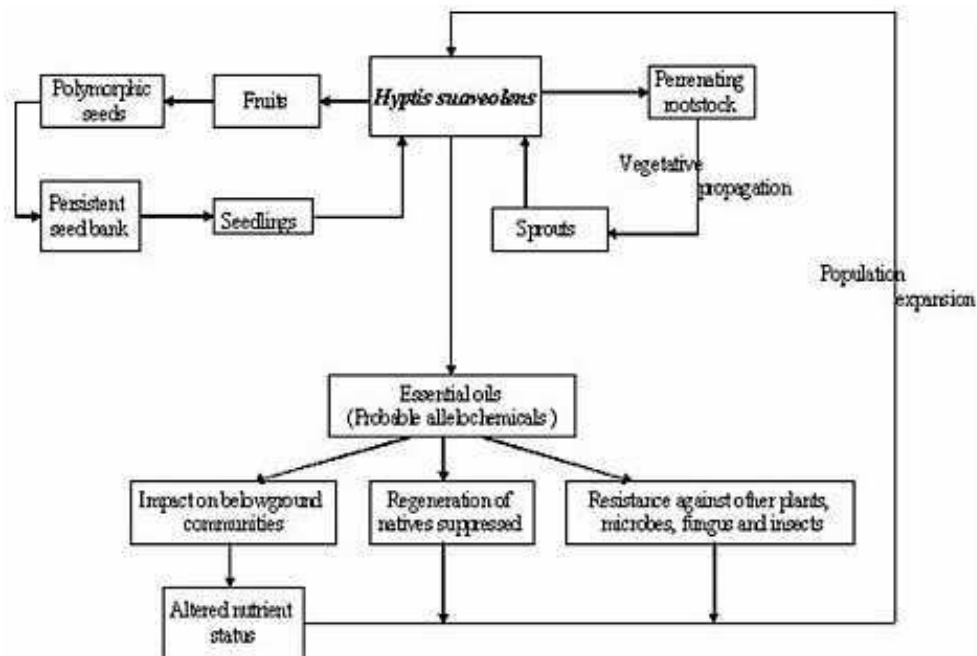 Polymorphic
seeds
Fruits
Hyptis suaveolens
Perrenating
rootstock
Vegetative
propagation
Persistent
seed bank
Seedlings
Sprouts
Population
expansion
Essential oils
(Probable allelochemicals )
Impact on belowground
communities
Regeneration of
natives suppressed
Resistance against other plants,
microbes, fungus and insects
Altered nutrient
status